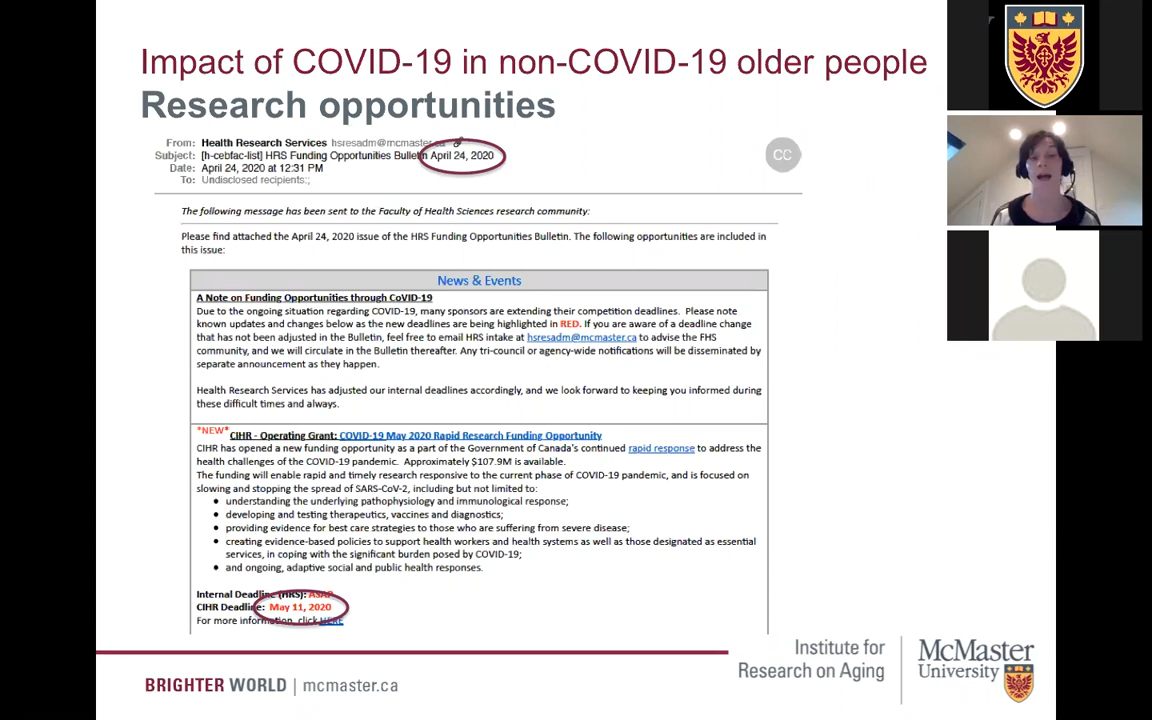 Impact of COVID-19 in non-COVID-19 older people
Research opportunities
From: Health Research Services hsresadm@mcmaster.ca
Subject: [h-cebfac-list] HRS Funding Opportunities Bulletin April 24, 2020
Date: April 24, 2020 at 12:31 PM
To: Undisclosed recipients:;
CC
The following message has been sent to the Faculty of Health Sciences research community:
Please find attached the April 24, 2020 issue of the HRS Funding Opportunities Bulletin. The following opportunities are included in
this issue:
News & Events
A Note on Funding Opportunities through CoVID-19
Due to the ongoing situation regarding COVID-19, many sponsors are extending their competition deadlines. Please note
known updates and changes below as the new deadlines are being highlighted in RED. If you are aware of a deadline change
that has not been adjusted in the Bulletin, feel free to email HRS intake at hsresadm@mcmaster.ca to advise the FHS
community, and we will circulate in the Bulletin thereafter. Any tri-council or agency-wide notifications will be disseminated by
separate announcement as they happen.
Health Research Services has adjusted our internal deadlines accordingly, and we look forward to keeping you informed during
these difficult times and always.
*NEW* CIHR - Operating Grant: COVID-19 May 2020 Rapid Research Funding Opportunity
CIHR has opened a new funding opportunity as a part of the Government of Canada's continued rapid response to address the
health challenges of the COVID-19 pandemic. Approximately $107.9M is available.
The funding will enable rapid and timely research responsive to the current phase of COVID-19 pandemic, and is focused on
slowing and stopping the spread of SARS-CoV-2, including but not limited to:
• understanding the underlying pathophysiology and immunological response;
• developing and testing therapeutics, vaccines and diagnostics;
• providing evidence for best care strategies to those who are suffering from severe disease;
• creating evidence-based policies to support health workers and health systems as well as those designated as essential
services, in coping with the significant burden posed by COVID-19;
• and ongoing, adaptive social and public health responses.
Internal Deadline (HRS): ASAP
CIHR Deadline: May 11, 2020
For more information, click HERE
Institute for
Research on Aging
McMaster
University
BRIGHTER WORLD | mcmaster.ca